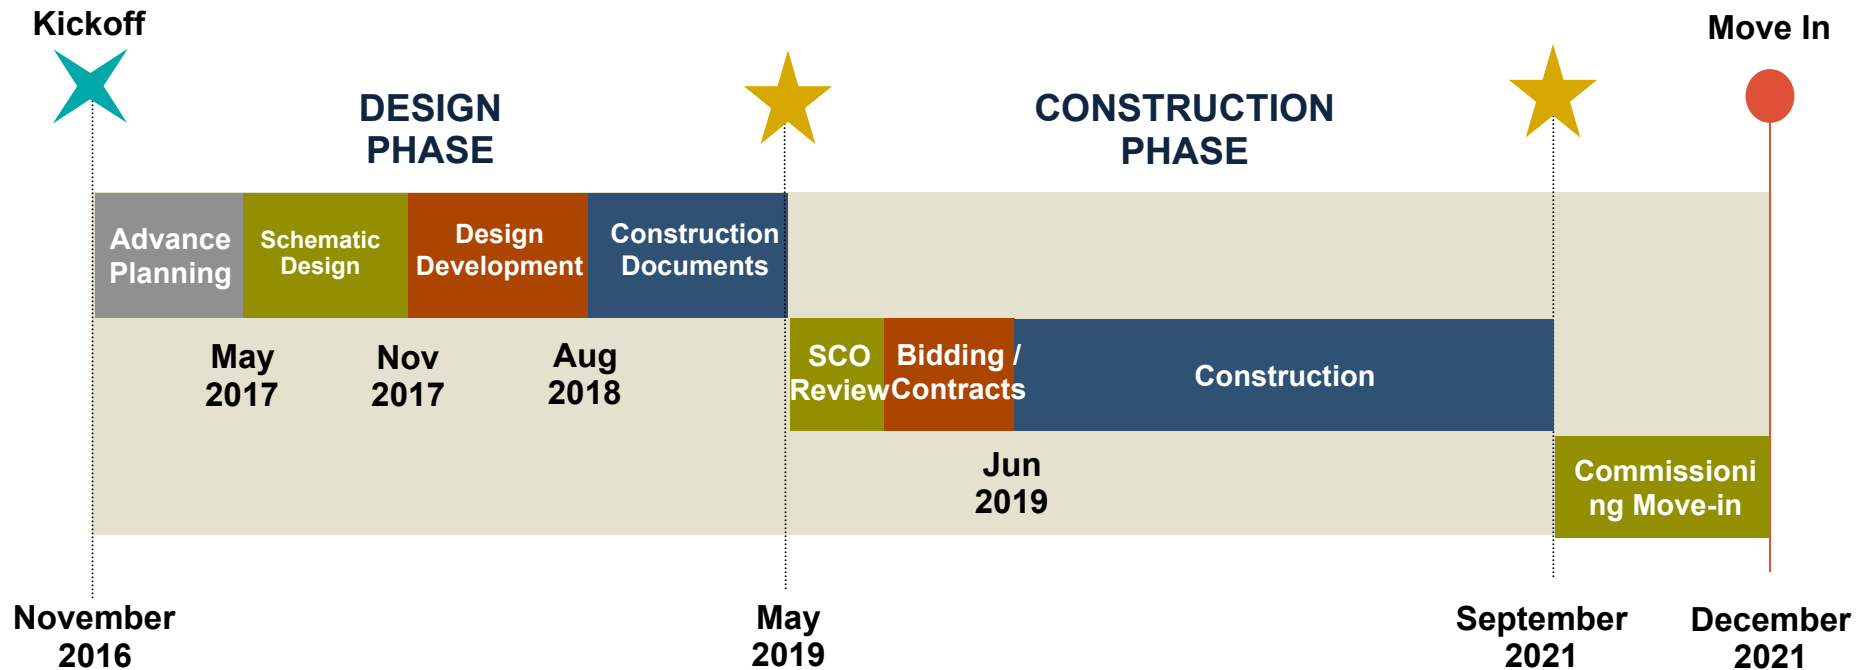 Kickoff
Move In
DESIGN
PHASE
CONSTRUCTION
PHASE
Advance
Planning
Schematic
Design
Design
Development
Construction
Documents
May
2017
Nov
2017
Aug
2018
SCO
Review
Bidding /
Contracts
Construction
Jun
2019
Commissioni
ng Move-in
November
2016
May
2019
September
2021
December
2021